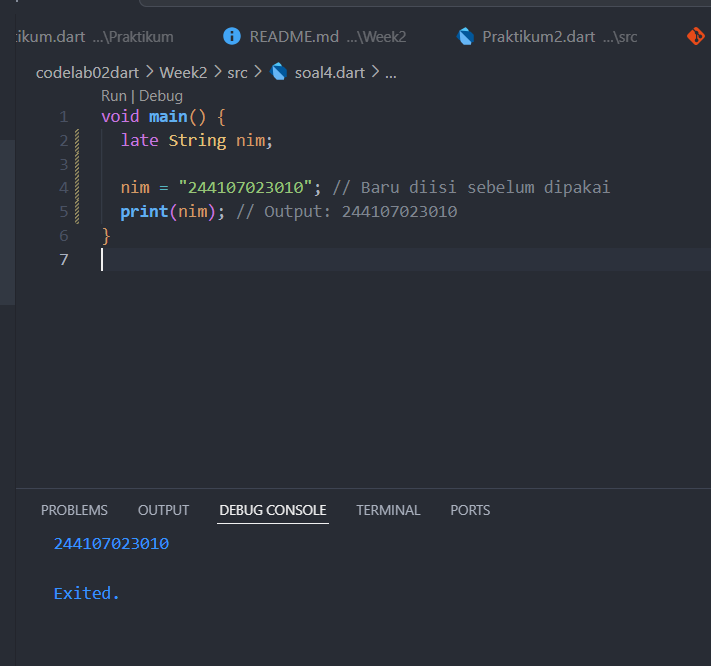 ikum.dart ...\Praktikum README.md ...\Week2 Praktikum2.dart ...\src
codelab02dart > Week2 > src > soal4.dart > ...
Run | Debug
1 void main() {
2 late String nim;
3
4 nim = "244107023010"; // Baru diisi sebelum dipakai
5 print(nim); // Output: 244107023010
6 }
7
PROBLEMS OUTPUT DEBUG CONSOLE TERMINAL PORTS
244107023010
Exited.